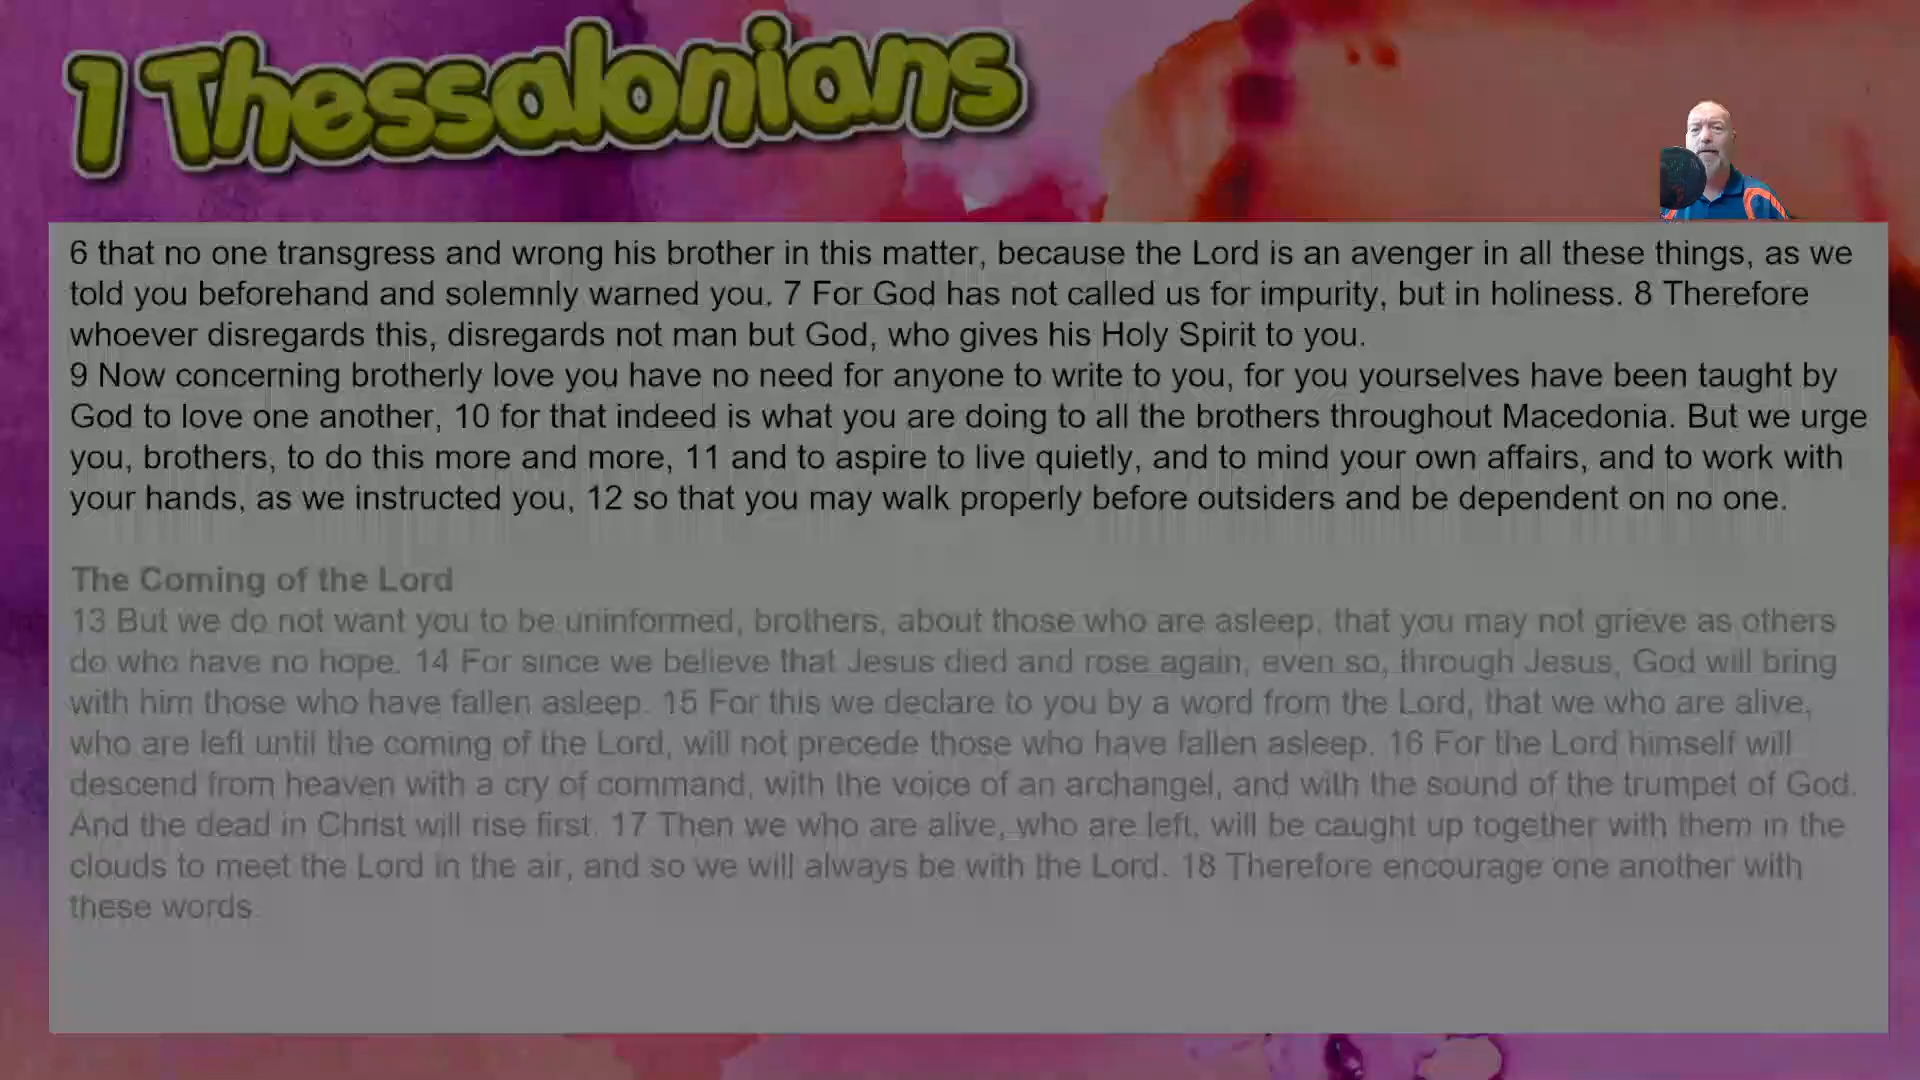 1 Thessalonians
6 that no one transgress and wrong his brother in this matter, because the Lord is an avenger in all these things, as we
told you beforehand and solemnly warned you. 7 For God has not called us for impurity, but in holiness. 8 Therefore
whoever disregards this, disregards not man but God, who gives his Holy Spirit to you.
9 Now concerning brotherly love you have no need for anyone to write to you, for you yourselves have been taught by
God to love one another, 10 for that indeed is what you are doing to all the brothers throughout Macedonia. But we urge
you, brothers, to do this more and more, 11 and to aspire to live quietly, and to mind your own affairs, and to work with
your hands, as we instructed you, 12 so that you may walk properly before outsiders and be dependent on no one.
The Coming of the Lord
13 But we do not want you to be uninformed, brothers, about those who are asleep, that you may not grieve as others
do who have no hope. 14 For since we believe that Jesus died and rose again, even so, through Jesus, God will bring
with him those who have fallen asleep. 15 For this we declare to you by a word from the Lord, that we who are alive,
who are left until the coming of the Lord, will not precede those who have fallen asleep. 16 For the Lord himself will
descend from heaven with a cry of command, with the voice of an archangel, and with the sound of the trumpet of God.
And the dead in Christ will rise first. 17 Then we who are alive, who are left, will be caught up together with them in the
clouds to meet the Lord in the air, and so we will always be with the Lord. 18 Therefore encourage one another with
these words.